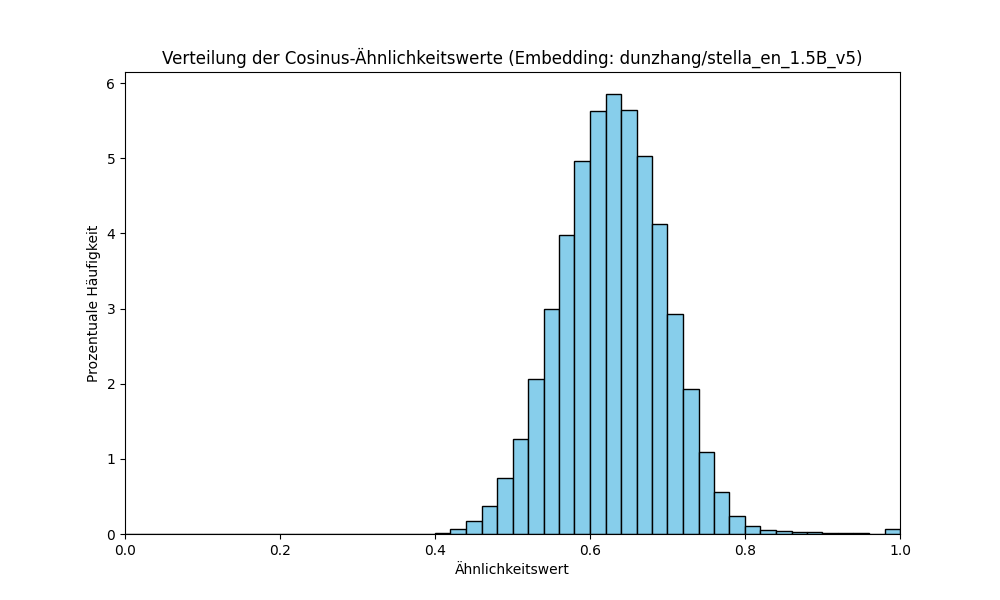 Verteilung der Cosinus-Ähnlichkeitswerte (Embedding: dunzhang/stella_en_1.5B_v5)
Prozentuale Häufigkeit
6
5
4
3
2
1
0
0.0 0.2 0.4 0.6 0.8 1.0
Ähnlichkeitswert